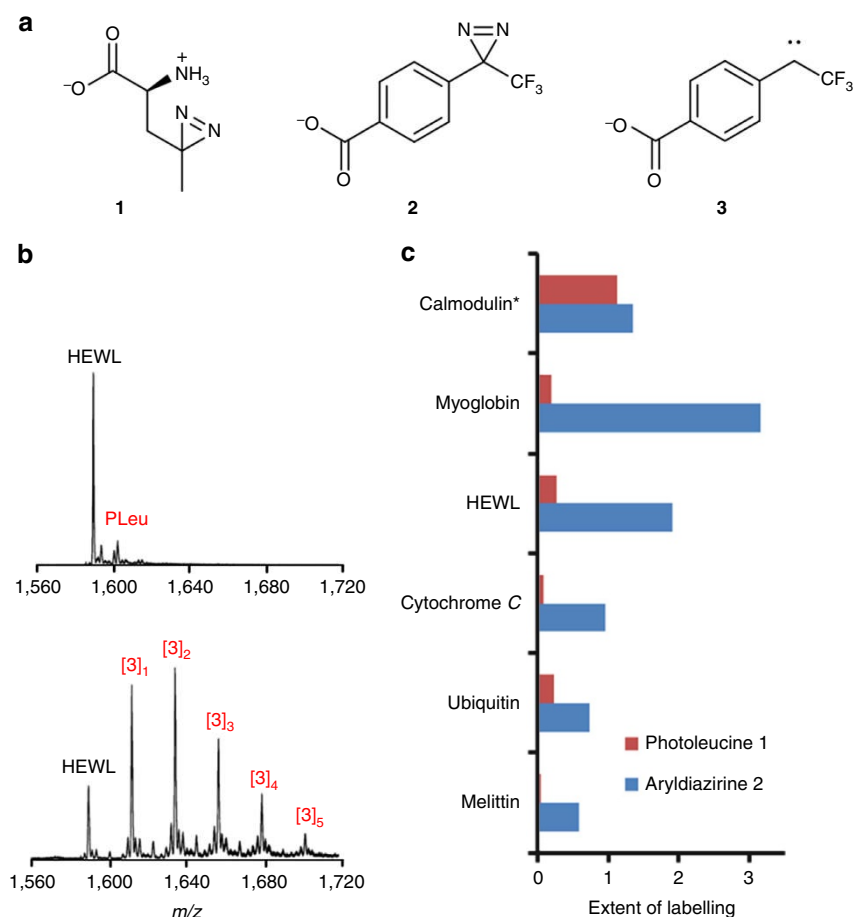 a
O
⁻O
+
NH₃
N
N
1
N=N
CF₃
⁻O
O
2
••
CF₃
⁻O
O
3
b
HEWL
PLeu
1,560 1,600 1,640 1,680 1,720
[3]₁
[3]₂
[3]₃
[3]₄
[3]₅
HEWL
1,560 1,600 1,640 1,680 1,720
m/z
c
Calmodulin*
Myoglobin
HEWL
Cytochrome C
Ubiquitin
Melittin
Photoleucine 1
Aryldiazirine 2
0 1 2 3
Extent of labelling